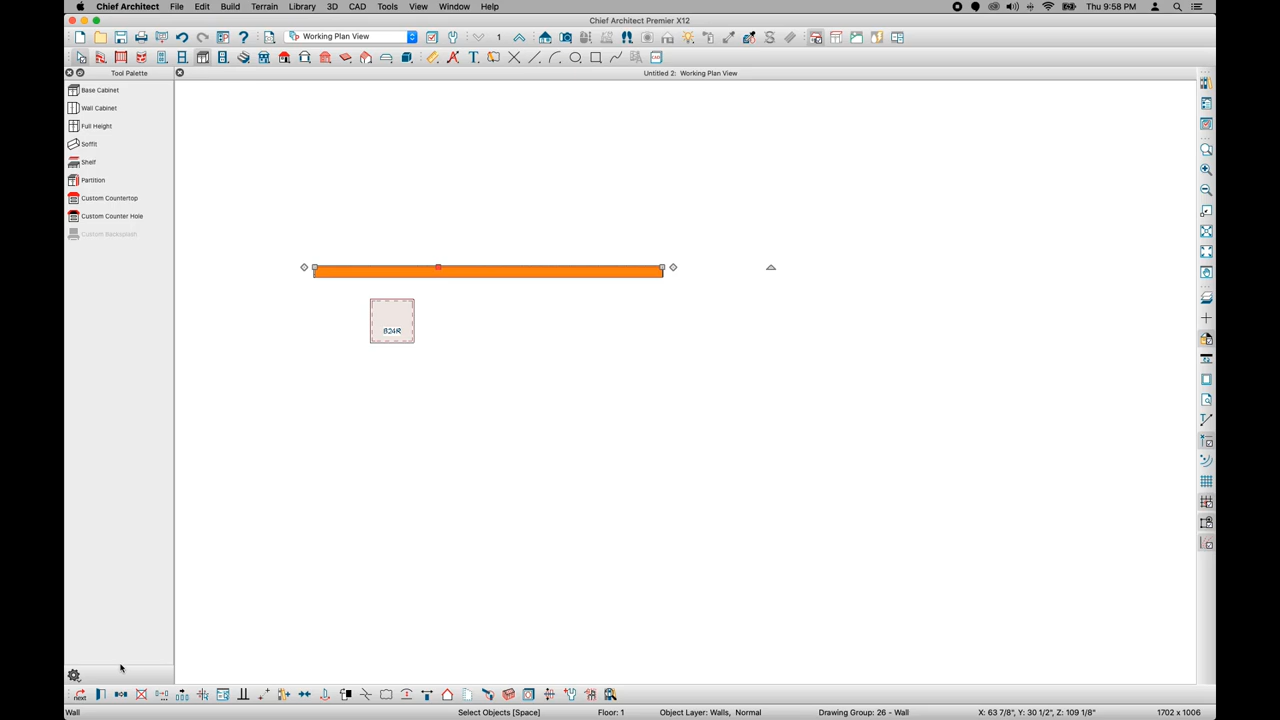 Chief Architect File Edit Build Terrain Library 3D CAD Tools View Window Help Thu 9:58 PM
Chief Architect Premier X12
Working Plan View 1
Tool Palette
Untitled 2: Working Plan View
Base Cabinet
Wall Cabinet
Full Height
Soffit
Shelf
Partition
Custom Countertop
Custom Counter Hole
Custom Backsplash
B24R
next
Wall Select Objects [Space] Floor: 1 Object Layer: Walls, Normal Drawing Group: 26 - Wall X: 63 7/8", Y: 30 1/2", Z: 109 1/8" 1702 x 1006